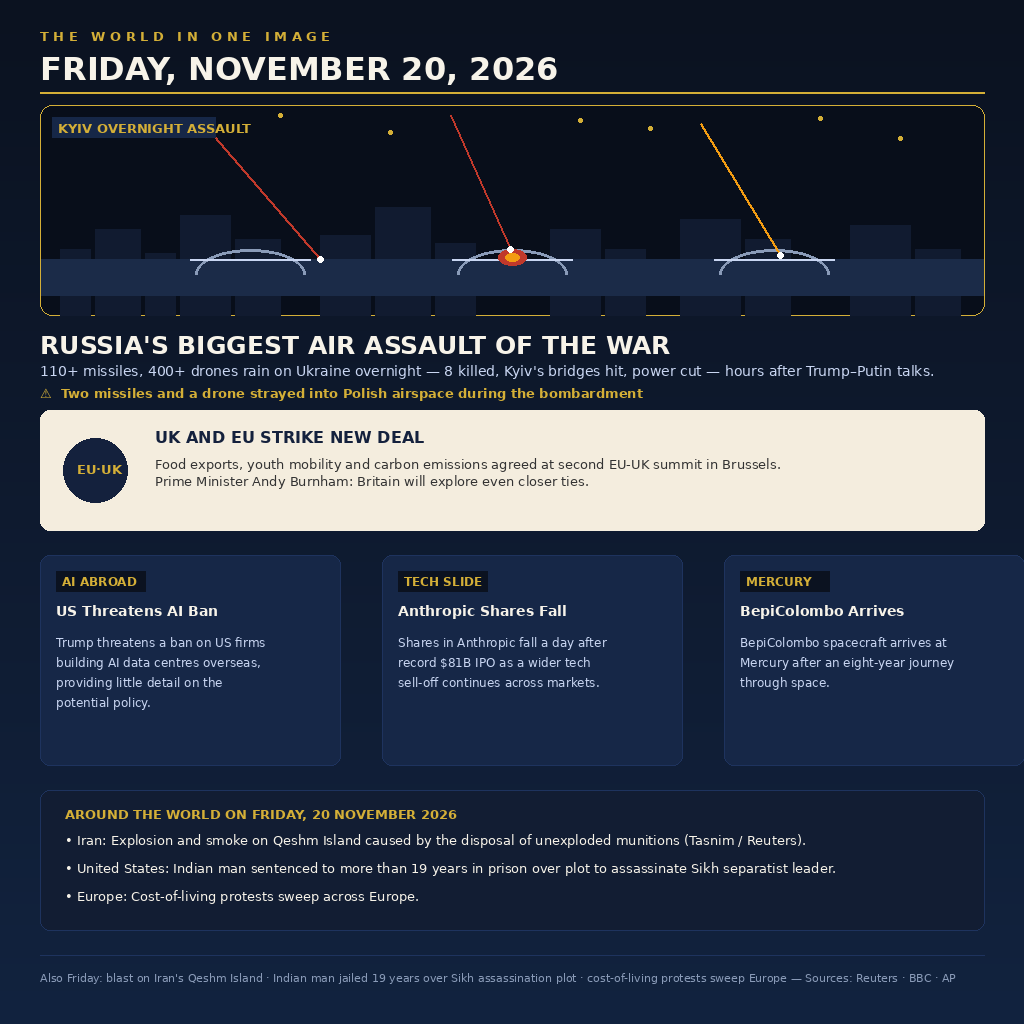 THE WORLD IN ONE IMAGE
FRIDAY, NOVEMBER 20, 2026
KYIV OVERNIGHT ASSAULT
RUSSIA'S BIGGEST AIR ASSAULT OF THE WAR
110+ missiles, 400+ drones rain on Ukraine overnight — 8 killed, Kyiv's bridges hit, power cut — hours after Trump–Putin talks.
⚠ Two missiles and a drone strayed into Polish airspace during the bombardment
EU·UK
UK AND EU STRIKE NEW DEAL
Food exports, youth mobility and carbon emissions agreed at second EU-UK summit in Brussels.
Prime Minister Andy Burnham: Britain will explore even closer ties.
AI ABROAD
US Threatens AI Ban
Trump threatens a ban on US firms
building AI data centres overseas,
providing little detail on the
potential policy.
TECH SLIDE
Anthropic Shares Fall
Shares in Anthropic fall a day after
record $81B IPO as a wider tech
sell-off continues across markets.
MERCURY
BepiColombo Arrives
BepiColombo spacecraft arrives at
Mercury after an eight-year journey
through space.
AROUND THE WORLD ON FRIDAY, 20 NOVEMBER 2026
• Iran: Explosion and smoke on Qeshm Island caused by the disposal of unexploded munitions (Tasnim / Reuters).
• United States: Indian man sentenced to more than 19 years in prison over plot to assassinate Sikh separatist leader.
• Europe: Cost-of-living protests sweep across Europe.
Also Friday: blast on Iran's Qeshm Island · Indian man jailed 19 years over Sikh assassination plot · cost-of-living protests sweep Europe — Sources: Reuters · BBC · AP